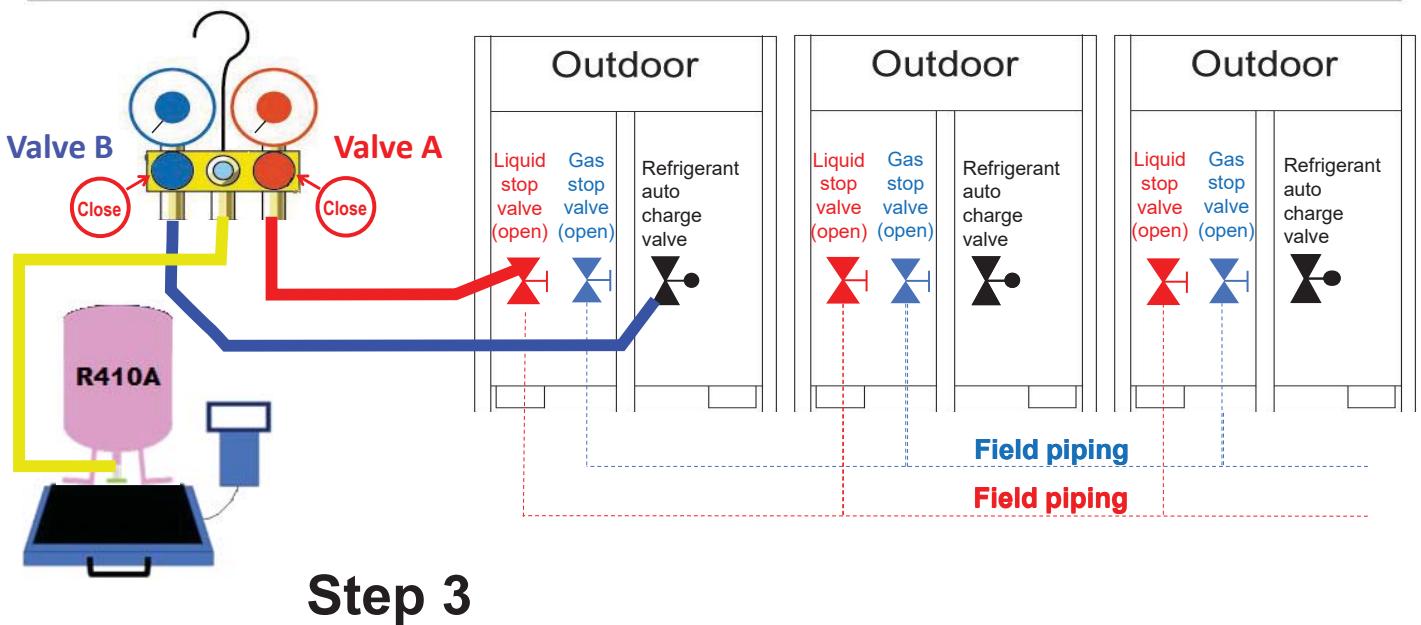 Outdoor
Outdoor
Outdoor
Valve B
Valve A
Close
Close
Liquid
stop
valve
(open)
Gas
stop
valve
(open)
Refrigerant
auto
charge
valve
Liquid
stop
valve
(open)
Gas
stop
valve
(open)
Refrigerant
auto
charge
valve
Liquid
stop
valve
(open)
Gas
stop
valve
(open)
Refrigerant
auto
charge
valve
R410A
Field piping
Field piping
Step 3